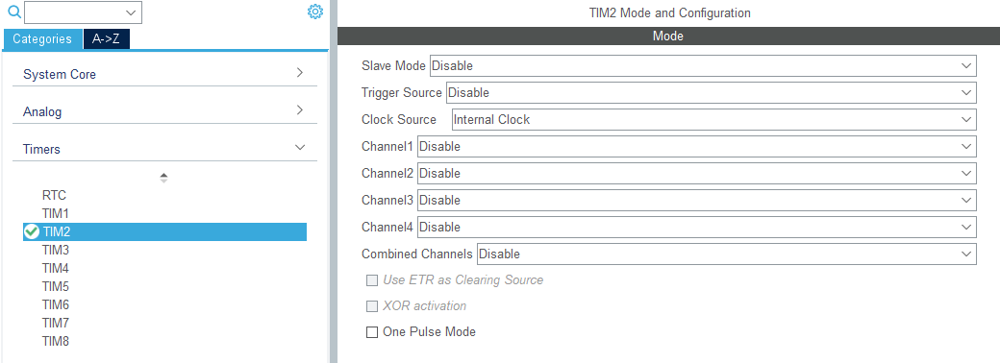 Categories A->Z
System Core
Analog
Timers
RTC
TIM1
TIM2
TIM3
TIM4
TIM5
TIM6
TIM7
TIM8
TIM2 Mode and Configuration
Mode
Slave Mode Disable
Trigger Source Disable
Clock Source Internal Clock
Channel1 Disable
Channel2 Disable
Channel3 Disable
Channel4 Disable
Combined Channels Disable
Use ETR as Clearing Source
XOR activation
One Pulse Mode